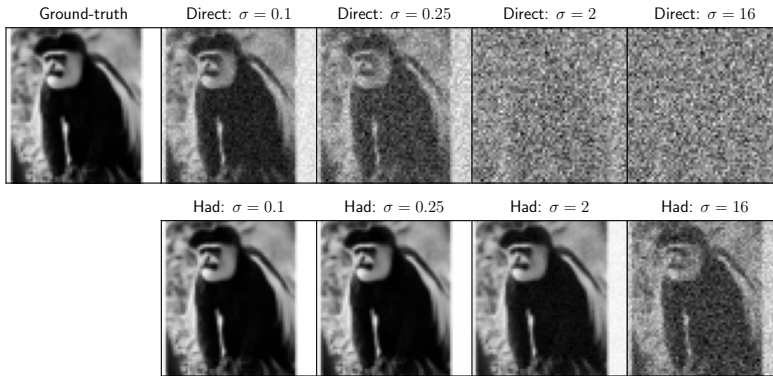 Ground-truth Direct: σ = 0.1 Direct: σ = 0.25 Direct: σ = 2 Direct: σ = 16
Had: σ = 0.1 Had: σ = 0.25 Had: σ = 2 Had: σ = 16